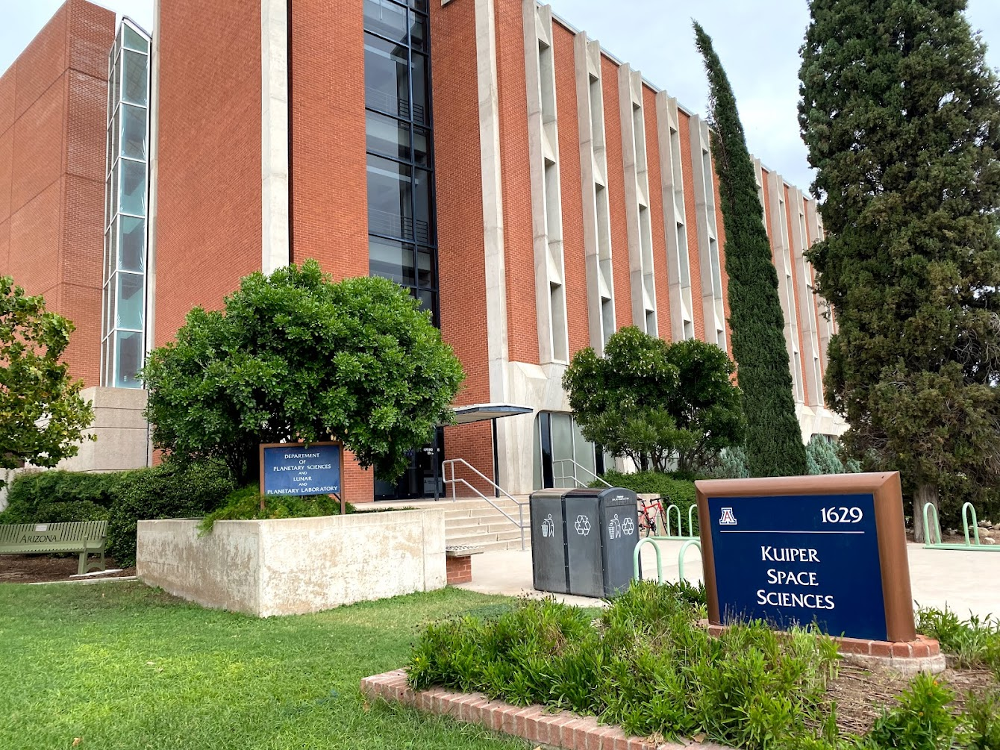 DEPARTMENT
OF
PLANETARY SCIENCES
AND
LUNAR
AND
PLANETARY LABORATORY
ARIZONA
A
1629
KUIPER
SPACE
SCIENCES